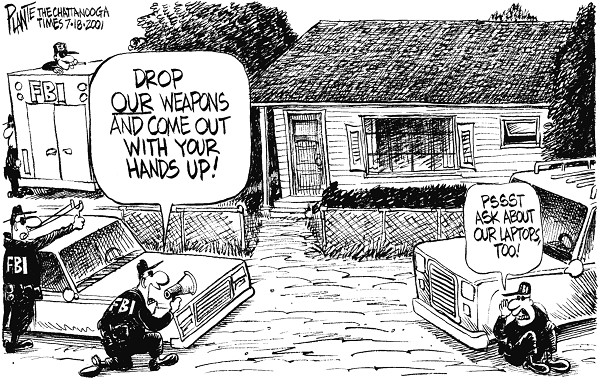 PLANTE THE CHATTANOOGA
TIMES 7-18-2001
FBI
DROP
OUR WEAPONS
AND COME OUT
WITH YOUR
HANDS UP!
PSSST
ASK ABOUT
OUR LAPTOPS,
TOO!
FBI
FBI